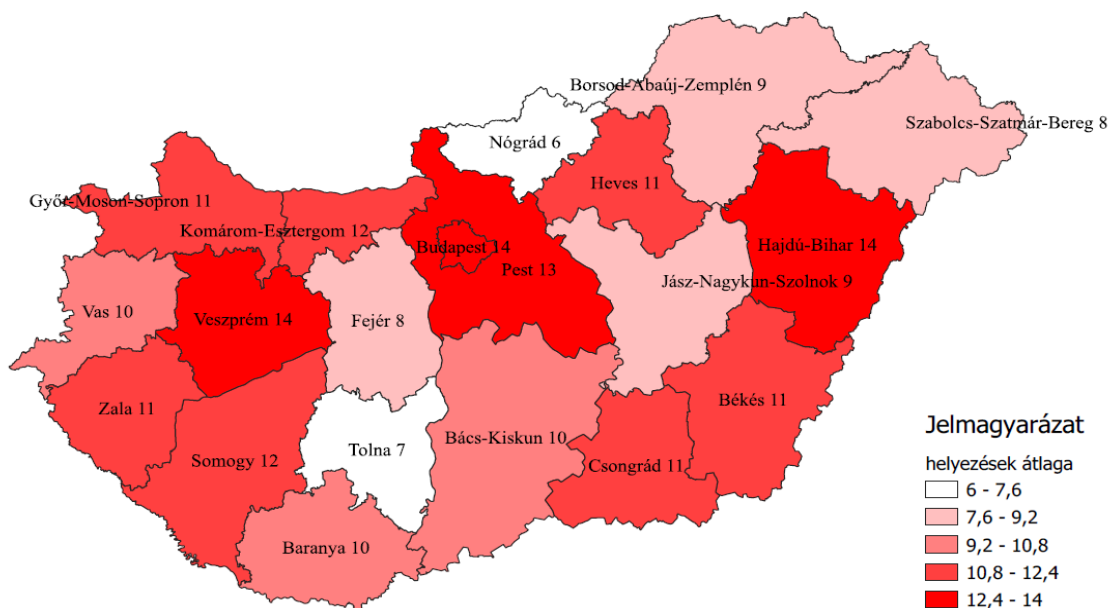 Borsod-Abaúj-Zemplén 9
Szabolcs-Szatmár-Bereg 8
Nógrád 6
Heves 11
Győr-Moson-Sopron 11
Komárom-Esztergom 12
Budapest 14
Pest 13
Hajdú-Bihar 14
Jász-Nagykun-Szolnok 9
Vas 10
Veszprém 14
Fejér 8
Zala 11
Békés 11
Somogy 12
Tolna 7
Bács-Kiskun 10
Csongrád 11
Baranya 10
Jelmagyarázat
helyezések átlaga
6 - 7,6
7,6 - 9,2
9,2 - 10,8
10,8 - 12,4
12,4 - 14